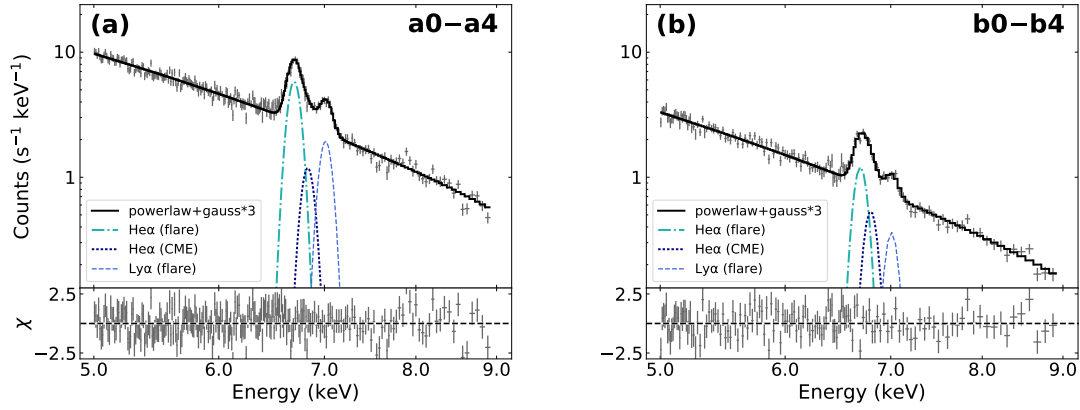 (a)
a0−a4
10
1
Counts (s⁻¹ keV⁻¹)
powerlaw+gauss*3
Heα (flare)
Heα (CME)
Lyα (flare)
2.5
−2.5
χ
5.0 6.0 7.0 8.0 9.0
Energy (keV)
(b)
b0−b4
10
1
powerlaw+gauss*3
Heα (flare)
Heα (CME)
Lyα (flare)
2.5
−2.5
5.0 6.0 7.0 8.0 9.0
Energy (keV)